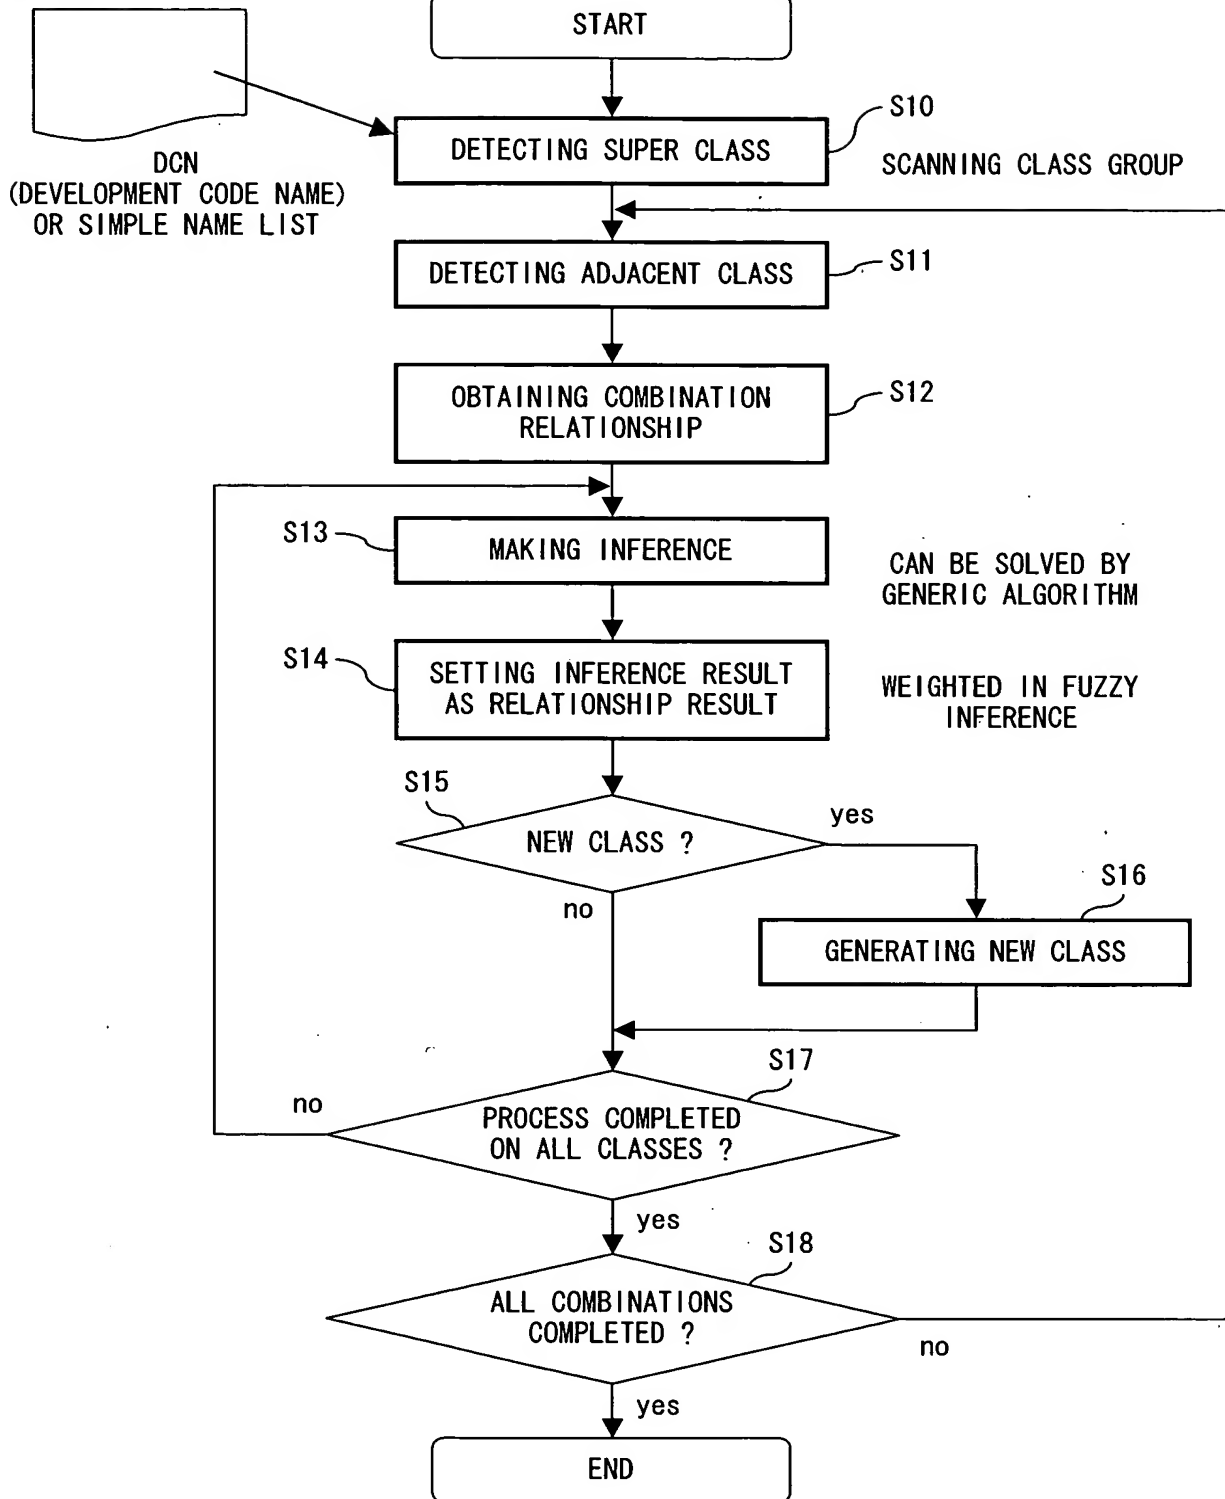 START
S10
DETECTING SUPER CLASS
SCANNING CLASS GROUP
DCN
(DEVELOPMENT CODE NAME)
OR SIMPLE NAME LIST
S11
DETECTING ADJACENT CLASS
S12
OBTAINING COMBINATION
RELATIONSHIP
S13
MAKING INFERENCE
CAN BE SOLVED BY
GENERIC ALGORITHM
S14
SETTING INFERENCE RESULT
AS RELATIONSHIP RESULT
WEIGHTED IN FUZZY
INFERENCE
S15
NEW CLASS ?
yes
no
S16
GENERATING NEW CLASS
S17
PROCESS COMPLETED
ON ALL CLASSES ?
no
yes
S18
ALL COMBINATIONS
COMPLETED ?
no
yes
END